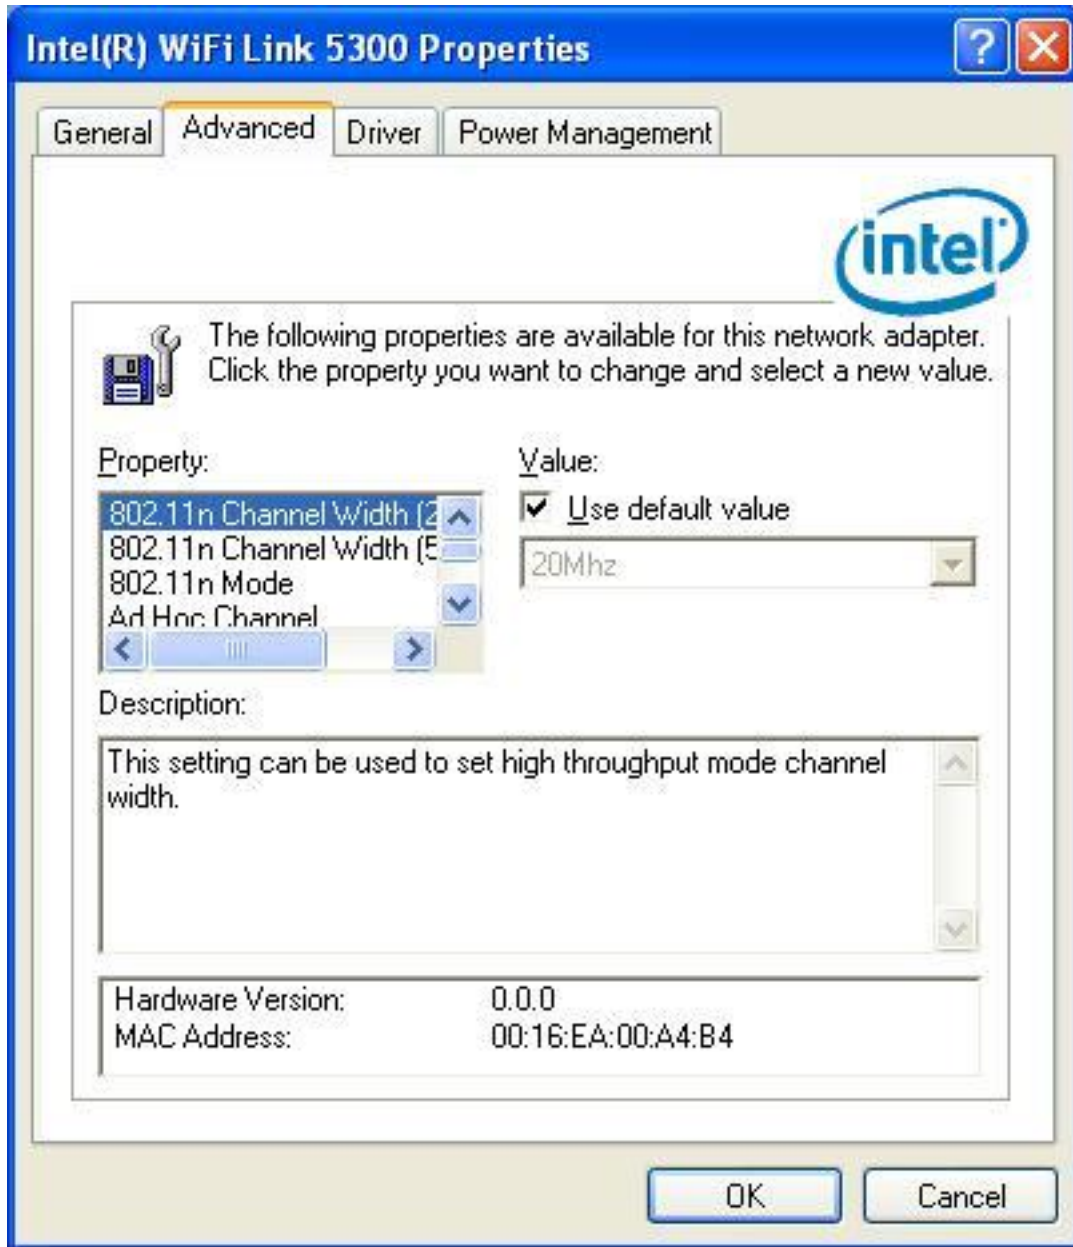 Intel(R) WiFi Link 5300 Properties
General Advanced Driver Power Management
intel
The following properties are available for this network adapter.
Click the property you want to change and select a new value.
Property:
802.11n Channel Width (2
802.11n Channel Width (5
802.11n Mode
Ad Hoc Channel
Value:
Use default value
20Mhz
Description:
This setting can be used to set high throughput mode channel
width.
Hardware Version: 0.0.0
MAC Address: 00:16:EA:00:A4:B4
OK Cancel